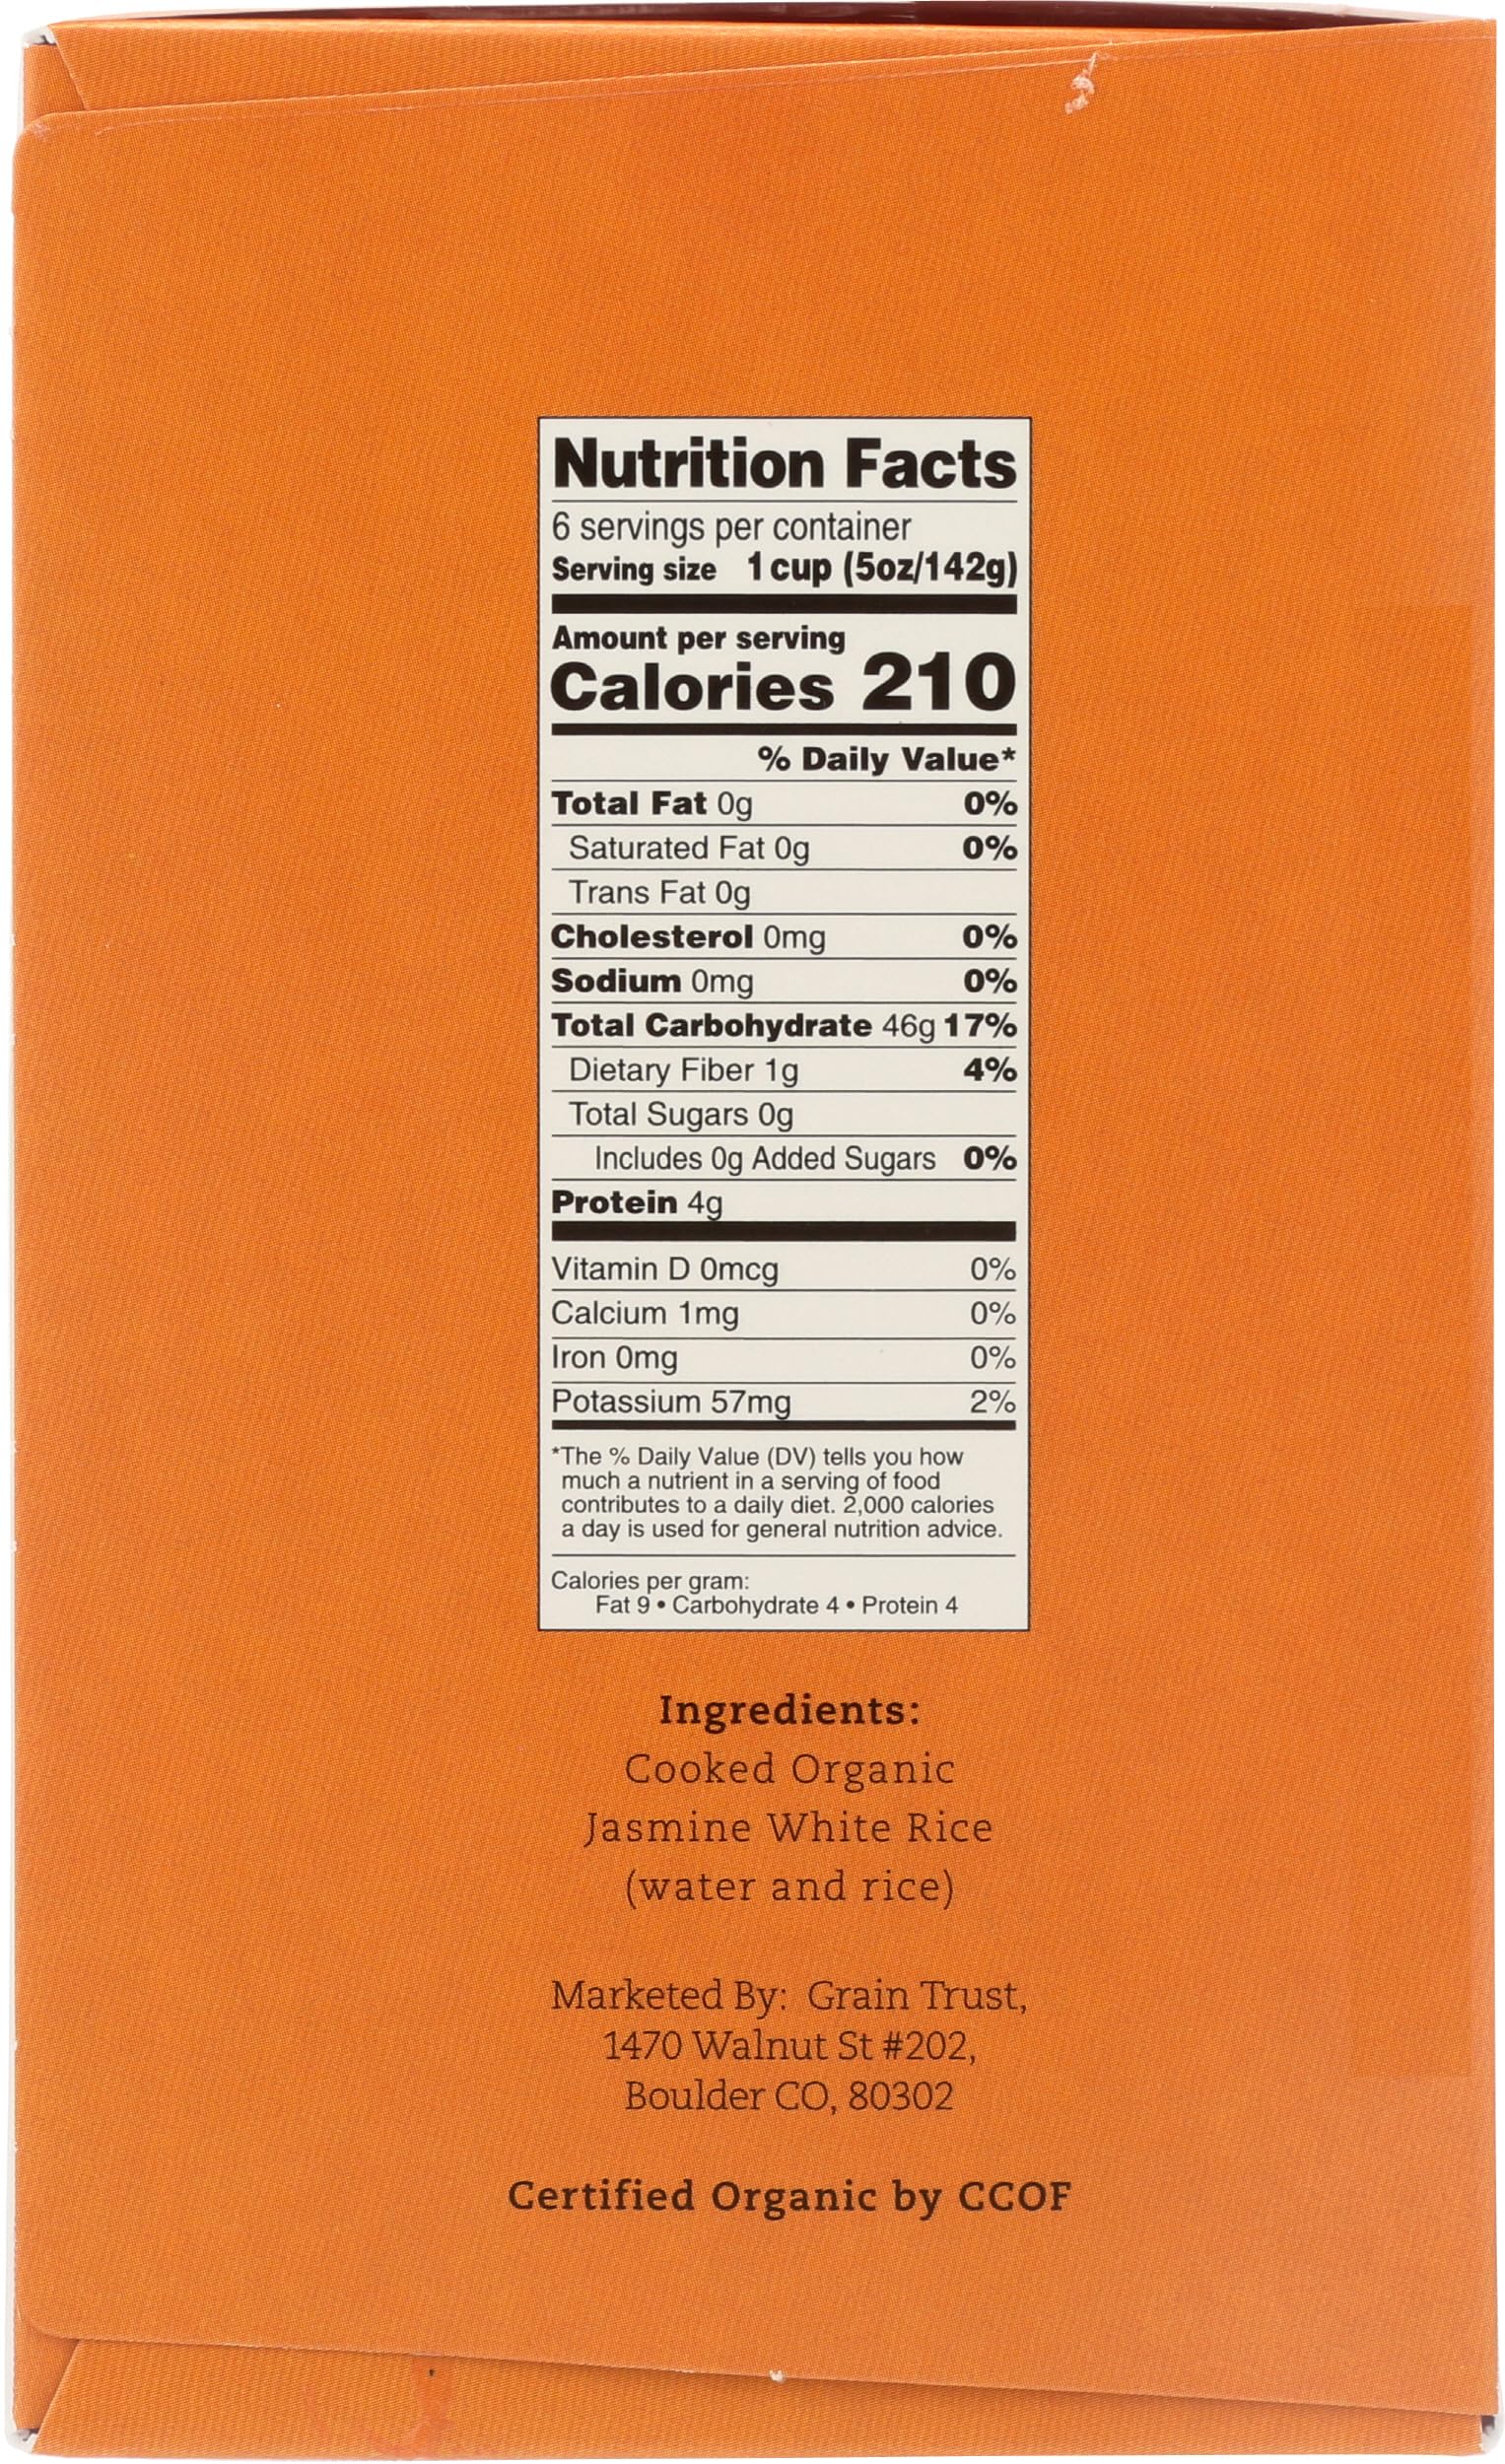 Nutrition Facts
6 servings per container
Serving size 1 cup (5oz/142g)
Amount per serving
Calories 210
% Daily Value*
Total Fat 0g 0%
Saturated Fat 0g 0%
Trans Fat 0g
Cholesterol 0mg 0%
Sodium 0mg 0%
Total Carbohydrate 46g 17%
Dietary Fiber 1g 4%
Total Sugars 0g
Includes 0g Added Sugars 0%
Protein 4g
Vitamin D 0mcg 0%
Calcium 1mg 0%
Iron 0mg 0%
Potassium 57mg 2%
*The % Daily Value (DV) tells you how
much a nutrient in a serving of food
contributes to a daily diet. 2,000 calories
a day is used for general nutrition advice.
Calories per gram:
Fat 9 • Carbohydrate 4 • Protein 4
Ingredients:
Cooked Organic
Jasmine White Rice
(water and rice)
Marketed By: Grain Trust,
1470 Walnut St #202,
Boulder CO, 80302
Certified Organic by CCOF